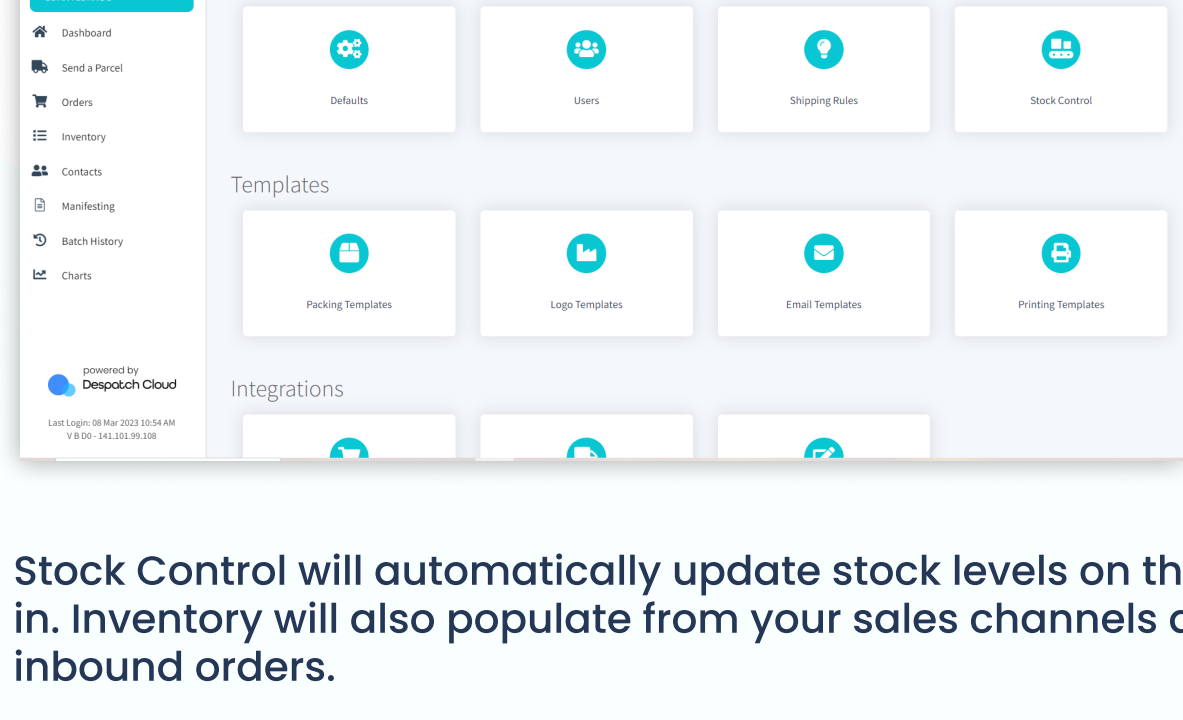 Dashboard
Send a Parcel
Orders
Inventory
Contacts
Manifesting
Batch History
Charts
powered by
Despatch Cloud
Last Login: 08 Mar 2023 10:54 AM
V B D0 - 141.101.99.108
Defaults
Users
Shipping Rules
Stock Control
Templates
Packing Templates
Logo Templates
Email Templates
Printing Templates
Integrations
Stock Control will automatically update stock levels on th
in. Inventory will also populate from your sales channels
inbound orders.